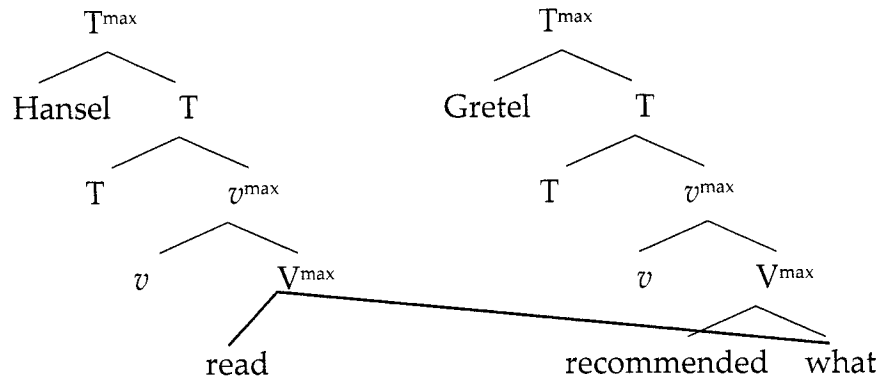 Tmax Tmax
Hansel T Gretel T
T vmax T vmax
v Vmax v Vmax
read recommended what